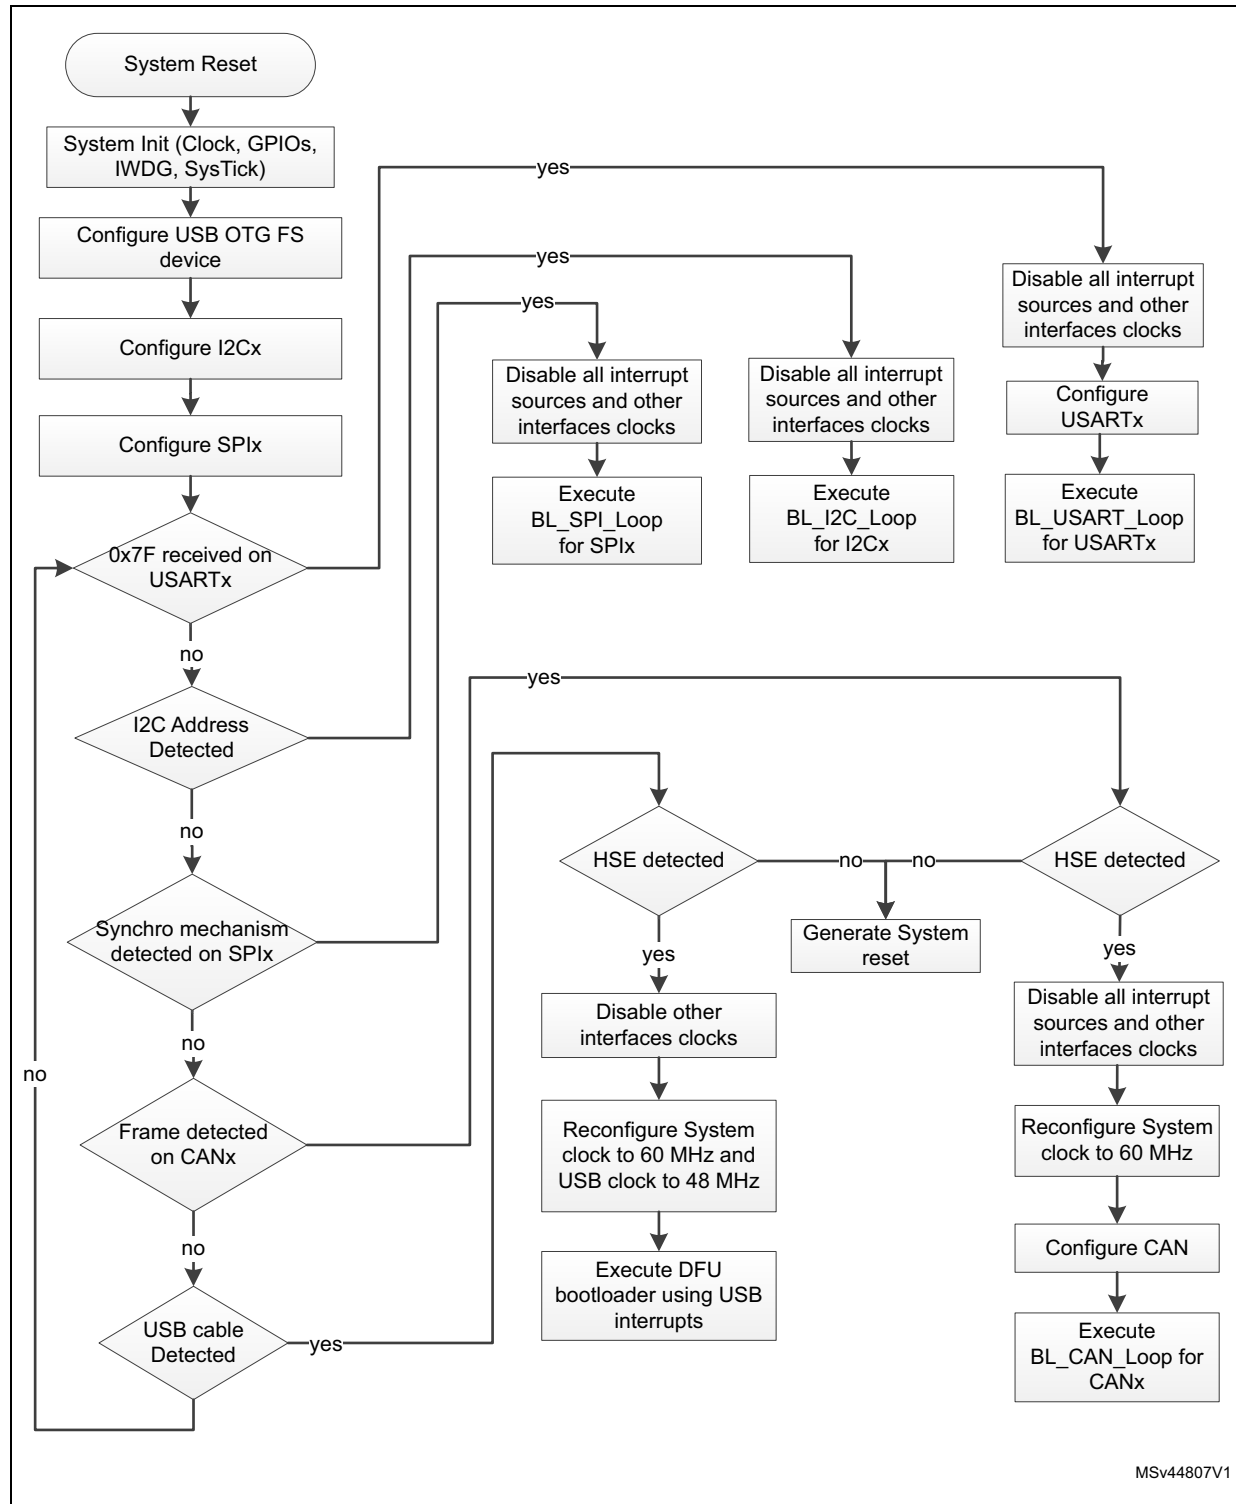 System Reset
System Init (Clock, GPIOs,
IWDG, SysTick)
Configure USB OTG FS
device
Configure I2Cx
Configure SPIx
0x7F received on
USARTx
no
I2C Address
Detected
no
Synchro mechanism
detected on SPIx
no
Frame detected
on CANx
no
USB cable
Detected
no
yes
yes
Disable all interrupt
sources and other
interfaces clocks
Execute
BL_SPI_Loop
for SPIx
yes
Disable all interrupt
sources and other
interfaces clocks
Execute
BL_I2C_Loop
for I2Cx
yes
Disable all interrupt
sources and other
interfaces clocks
Configure
USARTx
Execute
BL_USART_Loop
for USARTx
yes
HSE detected
no
no
HSE detected
Generate System
reset
yes
Disable other
interfaces clocks
Reconfigure System
clock to 60 MHz and
USB clock to 48 MHz
Execute DFU
bootloader using USB
interrupts
yes
Disable all interrupt
sources and other
interfaces clocks
Reconfigure System
clock to 60 MHz
Configure CAN
Execute
BL_CAN_Loop for
CANx
MSv44807V1